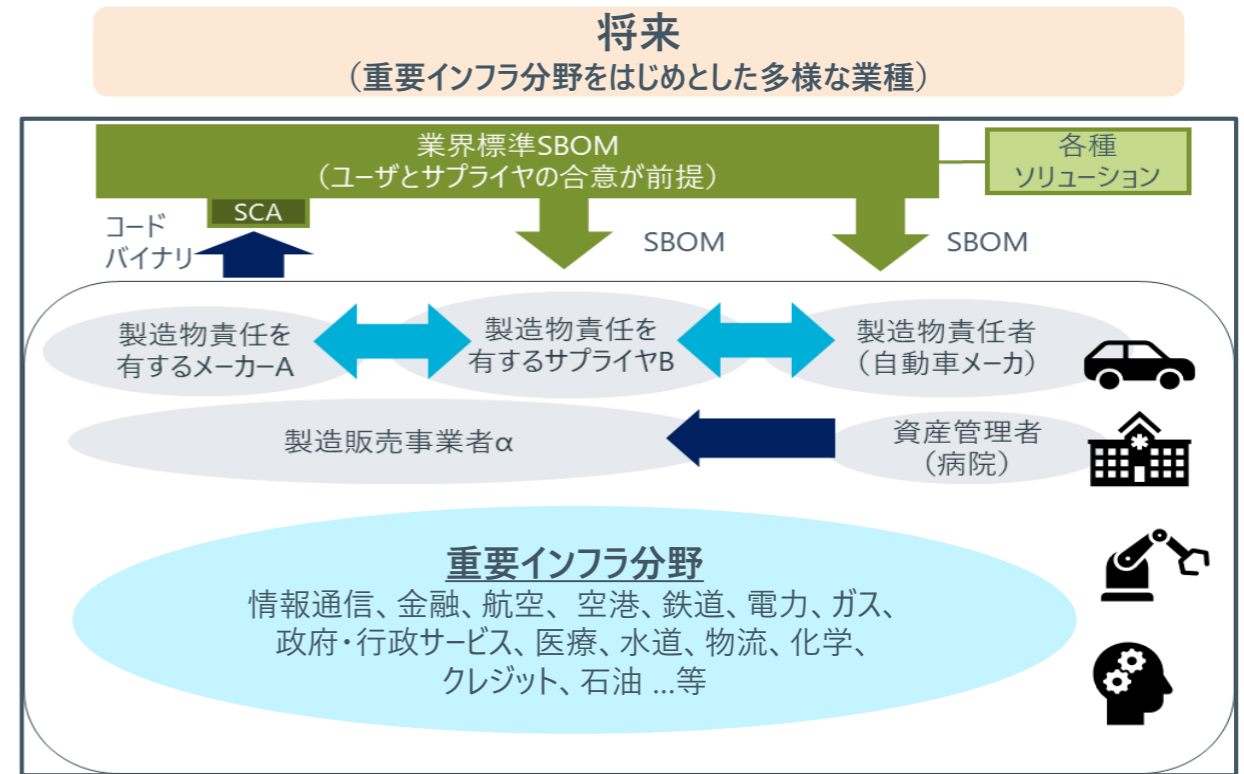 将来
（重要インフラ分野をはじめとした多様な業種）
業界標準SBOM
（ユーザとサプライヤの合意が前提）
各種
ソリューション
SCA
コード
バイナリ
SBOM
SBOM
製造物責任を
有するメーカーA
製造物責任を
有するサプライヤB
製造物責任者
（自動車メーカ）
製造販売事業者α
資産管理者
（病院）
重要インフラ分野
情報通信、金融、航空、 空港、鉄道、電力、ガス、
政府・行政サービス、医療、水道、物流、化学、
クレジット、石油 ...等